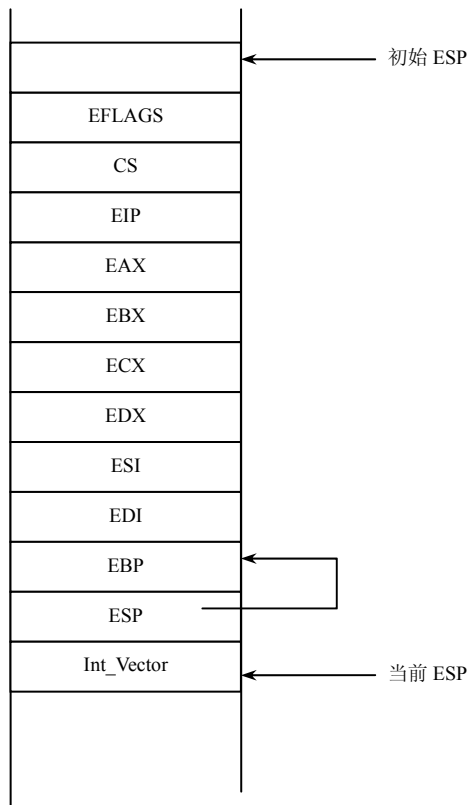 初始 ESP
EFLAGS
CS
EIP
EAX
EBX
ECX
EDX
ESI
EDI
EBP
ESP
Int_Vector
当前 ESP